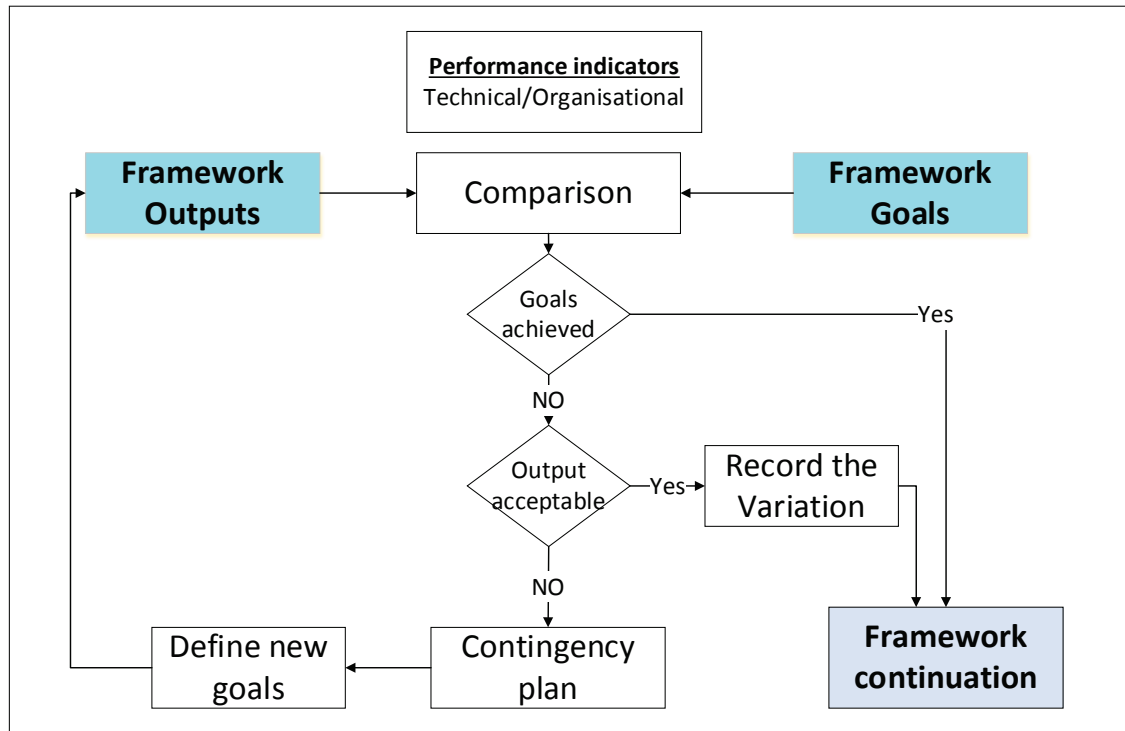 Performance indicators
Technical/Organisational
Framework
Outputs
Comparison
Framework
Goals
Goals
achieved
Yes
NO
Output
acceptable
Yes
Record the
Variation
NO
Define new
goals
Contingency
plan
Framework
continuation